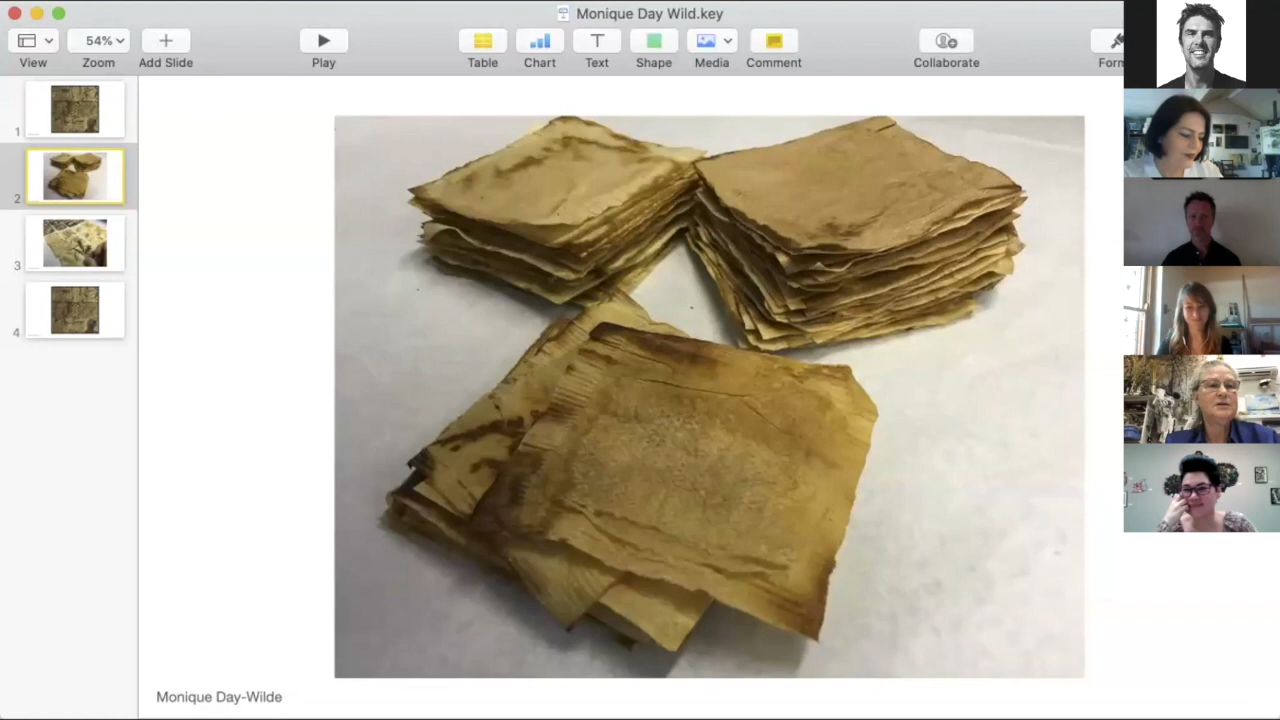 Monique Day Wild.key
54%
View
Zoom
Add Slide
Play
Table
Chart
Text
Shape
Media
Comment
Collaborate
Form
1
2
3
4
Monique Day-Wilde